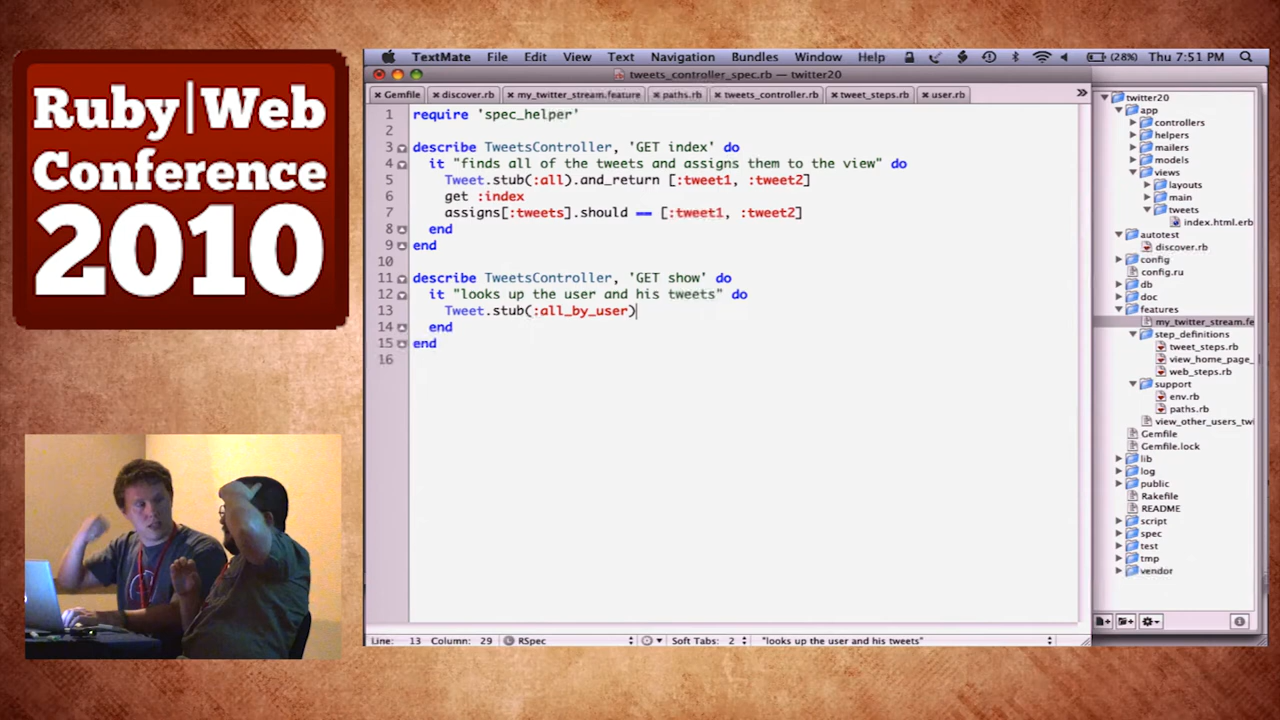 Ruby|Web
Conference
2010
TextMate File Edit View Text Navigation Bundles Window Help (28%) Thu 7:51 PM
tweets_controller_spec.rb — twitter20
Gemfile discover.rb my_twitter_stream.feature paths.rb tweets_controller.rb tweet_steps.rb user.rb
1 require 'spec_helper'
2
3 describe TweetsController, 'GET index' do
4 it "finds all of the tweets and assigns them to the view" do
5 Tweet.stub(:all).and_return [:tweet1, :tweet2]
6 get :index
7 assigns[:tweets].should == [:tweet1, :tweet2]
8 end
9 end
10
11 describe TweetsController, 'GET show' do
12 it "looks up the user and his tweets" do
13 Tweet.stub(:all_by_user)
14 end
15 end
16
Line: 13 Column: 29 RSpec Soft Tabs: 2 "looks up the user and his tweets"
twitter20
app
controllers
helpers
mailers
models
views
layouts
main
tweets
index.html.erb
autotest
discover.rb
config
config.ru
db
doc
features
my_twitter_stream.fe
step_definitions
tweet_steps.rb
view_home_page_
web_steps.rb
support
env.rb
paths.rb
view_other_users_twi
Gemfile
Gemfile.lock
lib
log
public
Rakefile
README
script
spec
test
tmp
vendor